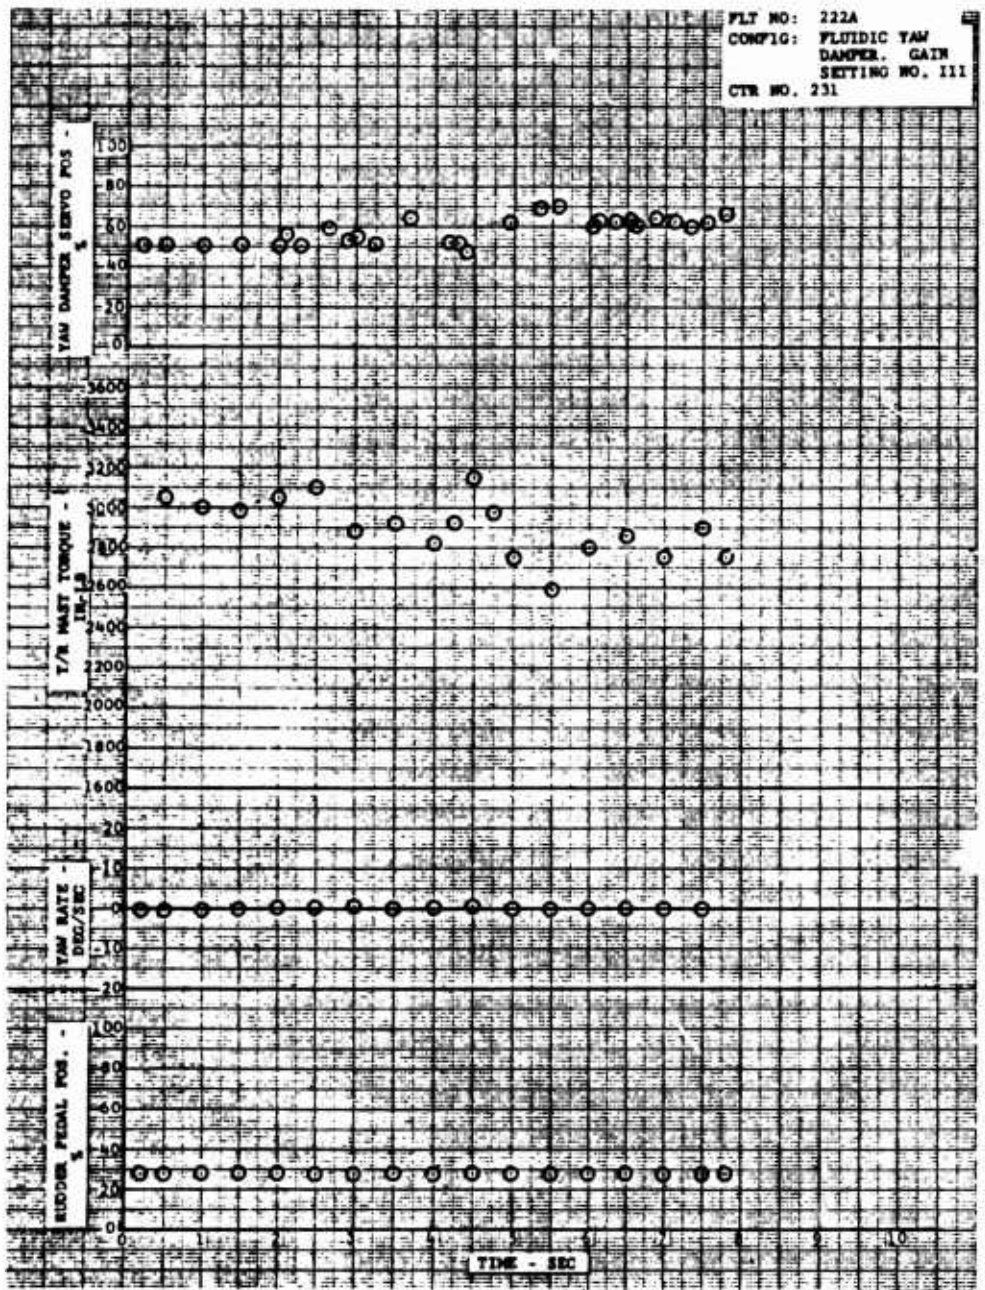 FLT NO: 222A
CONFIG: FLUIDIC YAW
DAMPER. GAIN
SETTING NO. III
CTR NO. 231
YAW DAMPER SERVO POS -
%
100
80
60
40
20
0
T/R MAST TORQUE -
IN-LB
3600
3400
3200
3000
2800
2600
2400
2200
2000
1800
1600
YAW RATE -
DEG/SEC
20
10
0
-10
-20
RUDDER PEDAL POS. -
%
100
80
60
40
20
0
0 1 2 3 4 5 6 7 8 9 10
TIME - SEC